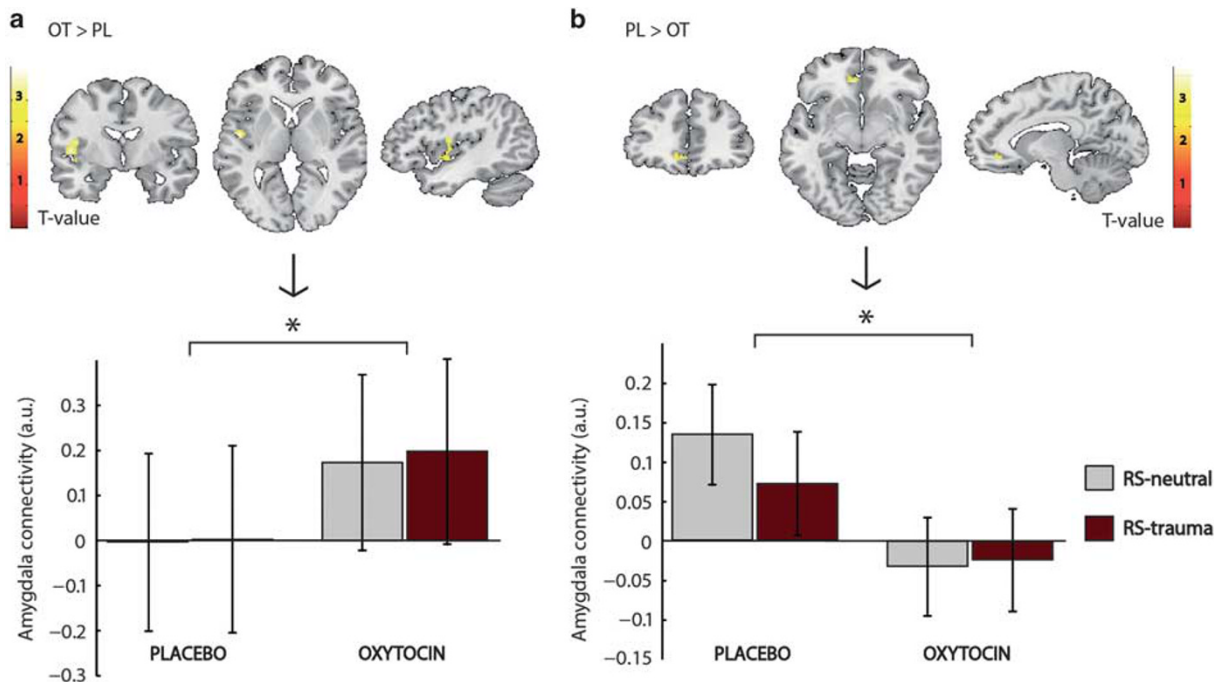 a
OT > PL
3
2
1
T-value
*
Amygdala connectivity (a.u.)
0.3
0.2
0.1
0
−0.1
−0.2
−0.3
PLACEBO
OXYTOCIN
b
PL > OT
3
2
1
T-value
*
Amygdala connectivity (a.u.)
0.2
0.15
0.1
0.05
0
−0.05
−0.1
−0.15
PLACEBO
OXYTOCIN
RS-neutral
RS-trauma